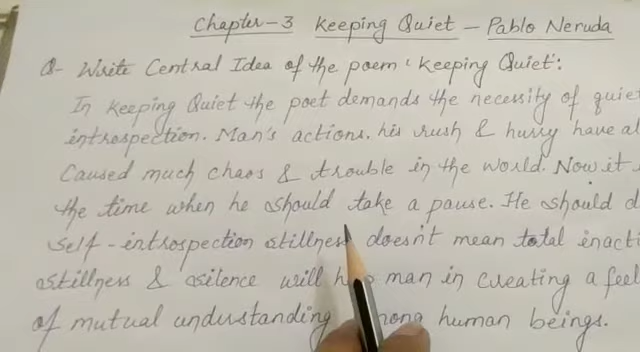 Chapter-3 Keeping Quiet - Pablo Neruda
Q- Write Central Idea of the poem 'Keeping Quiet':
In Keeping Quiet the poet demands the necessity of quiet
introspection. Man's actions, his rush & hurry have
Caused much chaos & trouble in the world. Now it
the time when he should take a pause. He should
self-introspection stillness doesn't mean total
stillness & silence will man in creating a
of mutual understanding human beings.